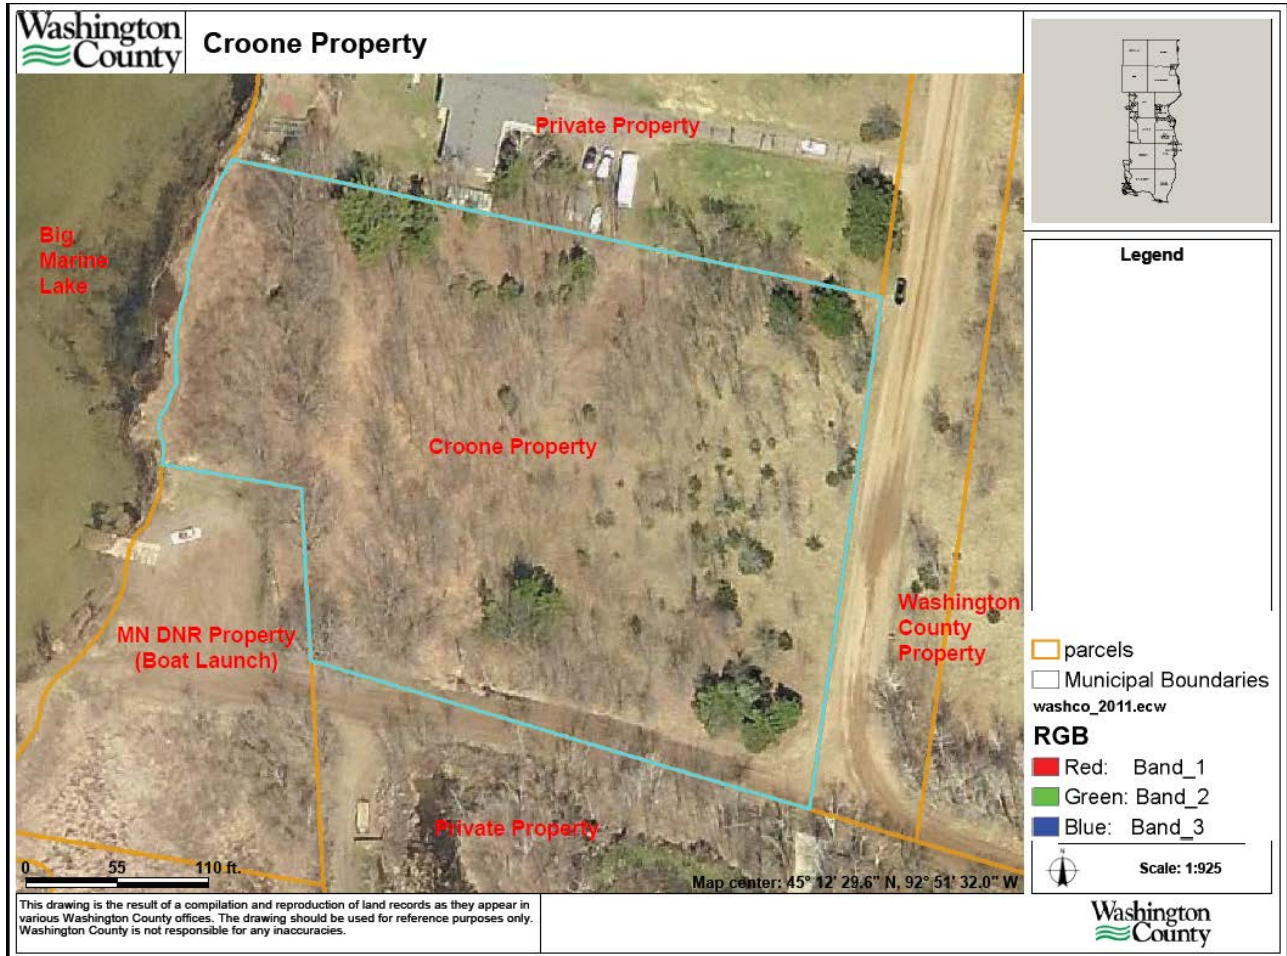 Washington
County
Croone Property
Private Property
Big
Marine
Lake
Croone Property
Washington
County
Property
MN DNR Property
(Boat Launch)
Private Property
0 55 110 ft.
Map center: 45° 12' 29.6" N, 92° 51' 32.0" W
Legend
parcels
Municipal Boundaries
washco_2011.ecw
RGB
Red: Band_1
Green: Band_2
Blue: Band_3
N
Scale: 1:925
This drawing is the result of a compilation and reproduction of land records as they appear in
various Washington County offices. The drawing should be used for reference purposes only.
Washington County is not responsible for any inaccuracies.
Washington
County